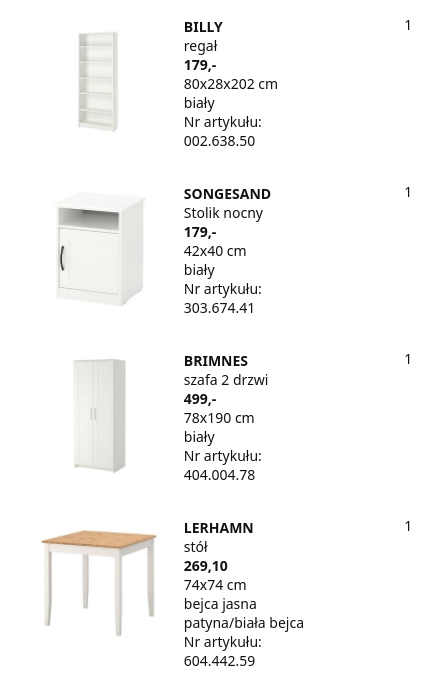 BILLY 1
regał
179,-
80x28x202 cm
biały
Nr artykułu:
002.638.50
SONGESAND 1
Stolik nocny
179,-
42x40 cm
biały
Nr artykułu:
303.674.41
BRIMNES 1
szafa 2 drzwi
499,-
78x190 cm
biały
Nr artykułu:
404.004.78
LERHAMN 1
stół
269,10
74x74 cm
bejca jasna
patyna/biała bejca
Nr artykułu:
604.442.59